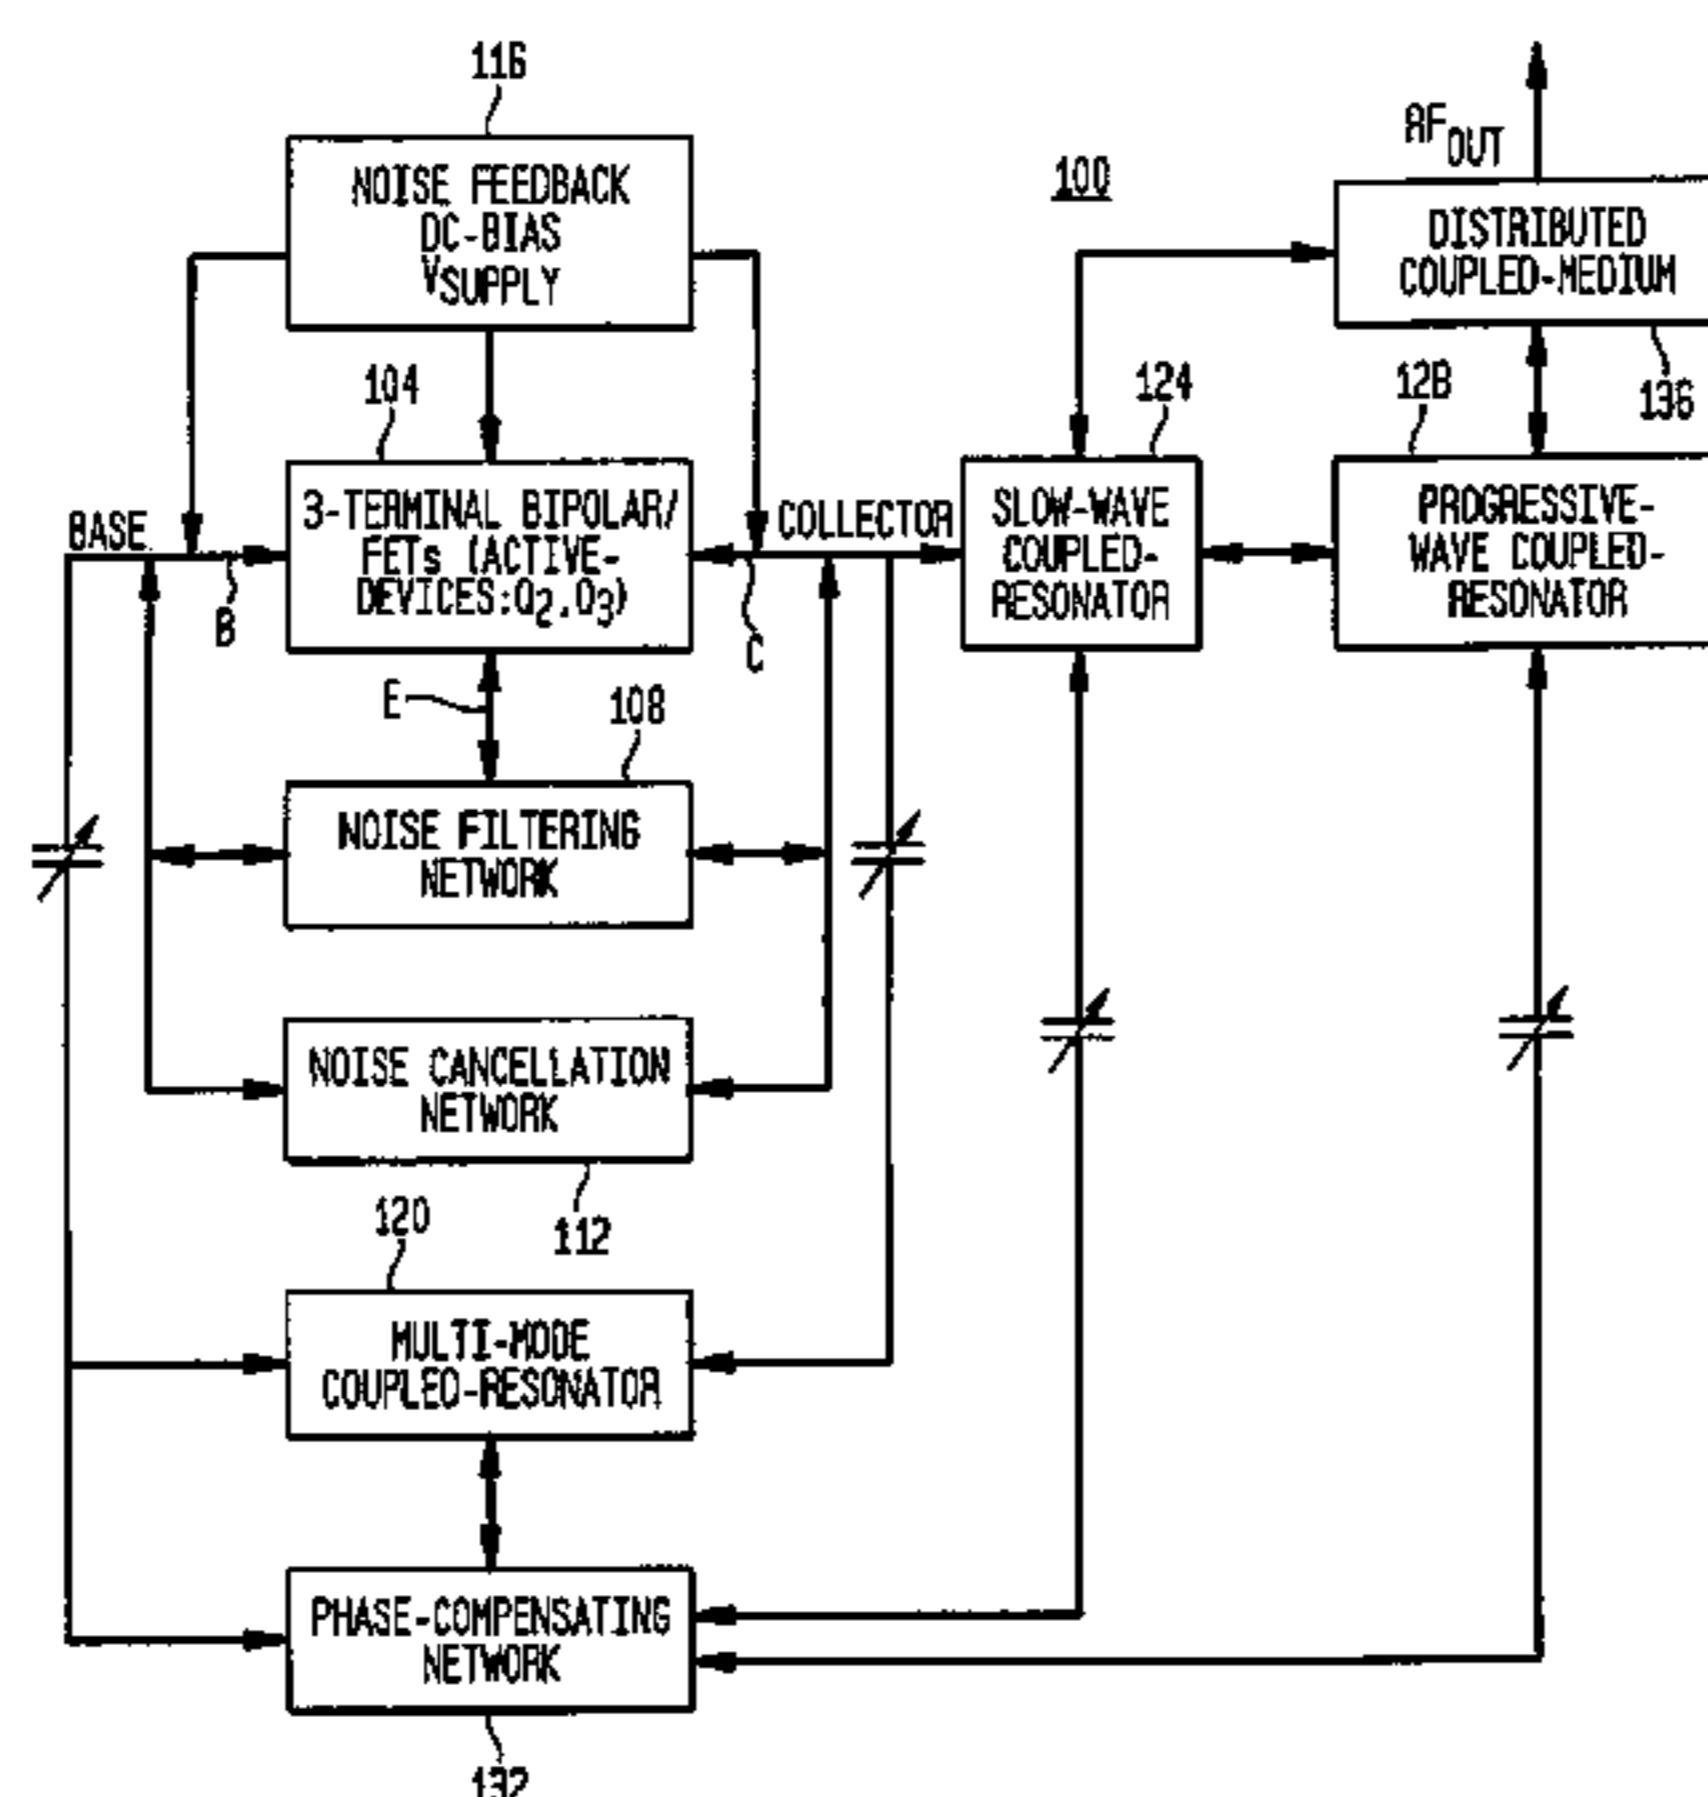 116
NOISE FEEDBACK
DC-BIAS
VSUPPLY
100
RFOUT
DISTRIBUTED
COUPLED-MEDIUM
136
104
3-TERMINAL BIPOLAR/
FETs (ACTIVE-
DEVICES:Q2,Q3)
BASE
B
COLLECTOR
C
124
SLOW-WAVE
COUPLED-
RESONATOR
128
PROGRESSIVE-
WAVE COUPLED-
RESONATOR
E
108
NOISE FILTERING
NETWORK
NOISE CANCELLATION
NETWORK
112
120
MULTI-MODE
COUPLED-RESONATOR
PHASE-COMPENSATING
NETWORK
132